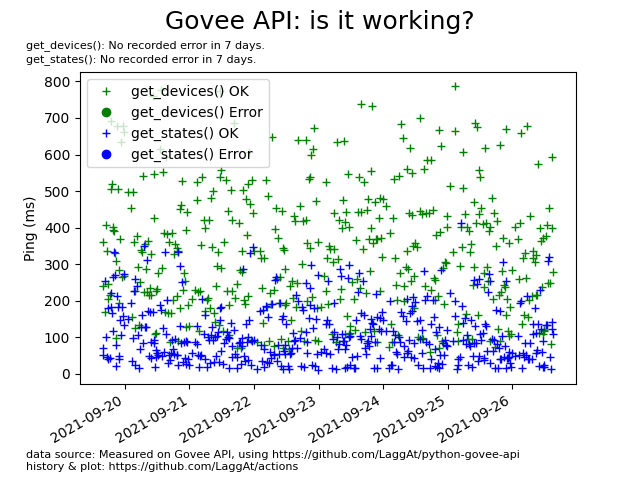 Govee API: is it working?
get_devices(): No recorded error in 7 days.
get_states(): No recorded error in 7 days.
get_devices() OK
get_devices() Error
get_states() OK
get_states() Error
Ping (ms)
800
700
600
500
400
300
200
100
0
2021-09-20
2021-09-21
2021-09-22
2021-09-23
2021-09-24
2021-09-25
2021-09-26
data source: Measured on Govee API, using https://github.com/LaggAt/python-govee-api
history & plot: https://github.com/LaggAt/actions